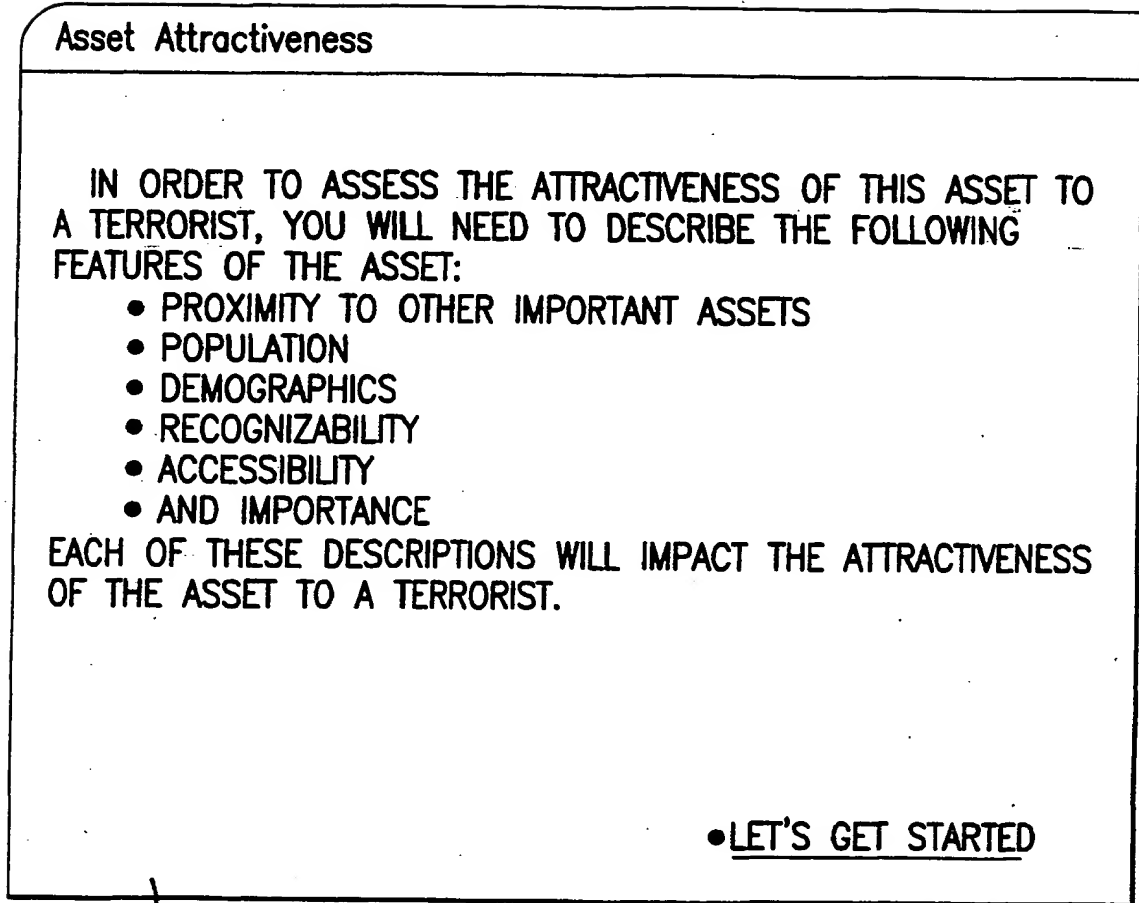 Asset Attractiveness
IN ORDER TO ASSESS THE ATTRACTIVENESS OF THIS ASSET TO
A TERRORIST, YOU WILL NEED TO DESCRIBE THE FOLLOWING
FEATURES OF THE ASSET:
• PROXIMITY TO OTHER IMPORTANT ASSETS
• POPULATION
• DEMOGRAPHICS
• RECOGNIZABILITY
• ACCESSIBILITY
• AND IMPORTANCE
EACH OF THESE DESCRIPTIONS WILL IMPACT THE ATTRACTIVENESS
OF THE ASSET TO A TERRORIST.
•LET'S GET STARTED